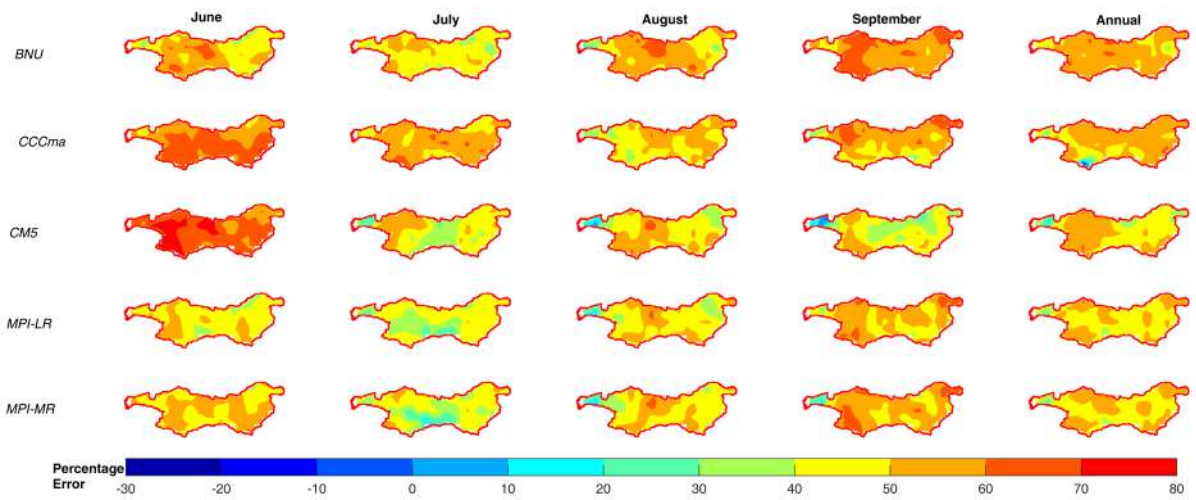 June July August September Annual
BNU
CCCma
CM5
MPI-LR
MPI-MR
Percentage
Error
-30 -20 -10 0 10 20 30 40 50 60 70 80